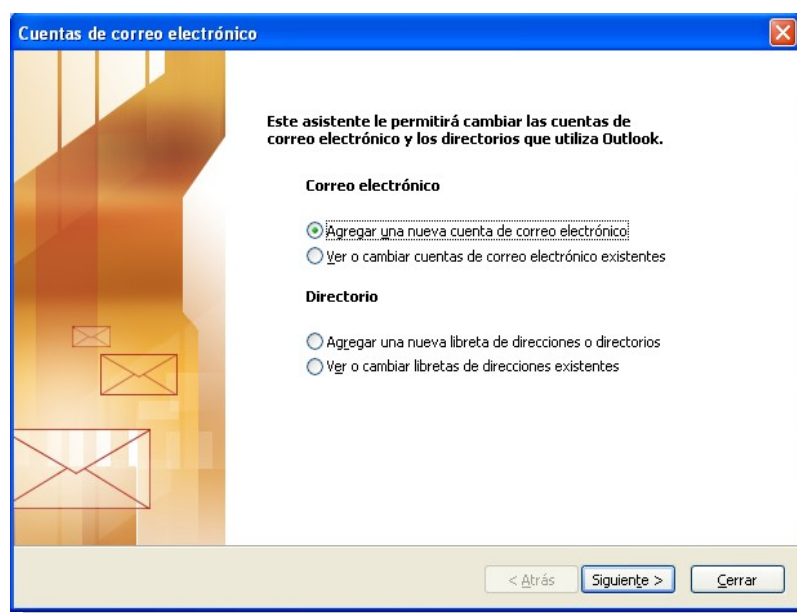 Cuentas de correo electrónico
Este asistente le permitirá cambiar las cuentas de
correo electrónico y los directorios que utiliza Outlook.
Correo electrónico
Agregar una nueva cuenta de correo electrónico
Ver o cambiar cuentas de correo electrónico existentes
Directorio
Agregar una nueva libreta de direcciones o directorios
Ver o cambiar libretas de direcciones existentes
< Atrás Siguiente > Cerrar